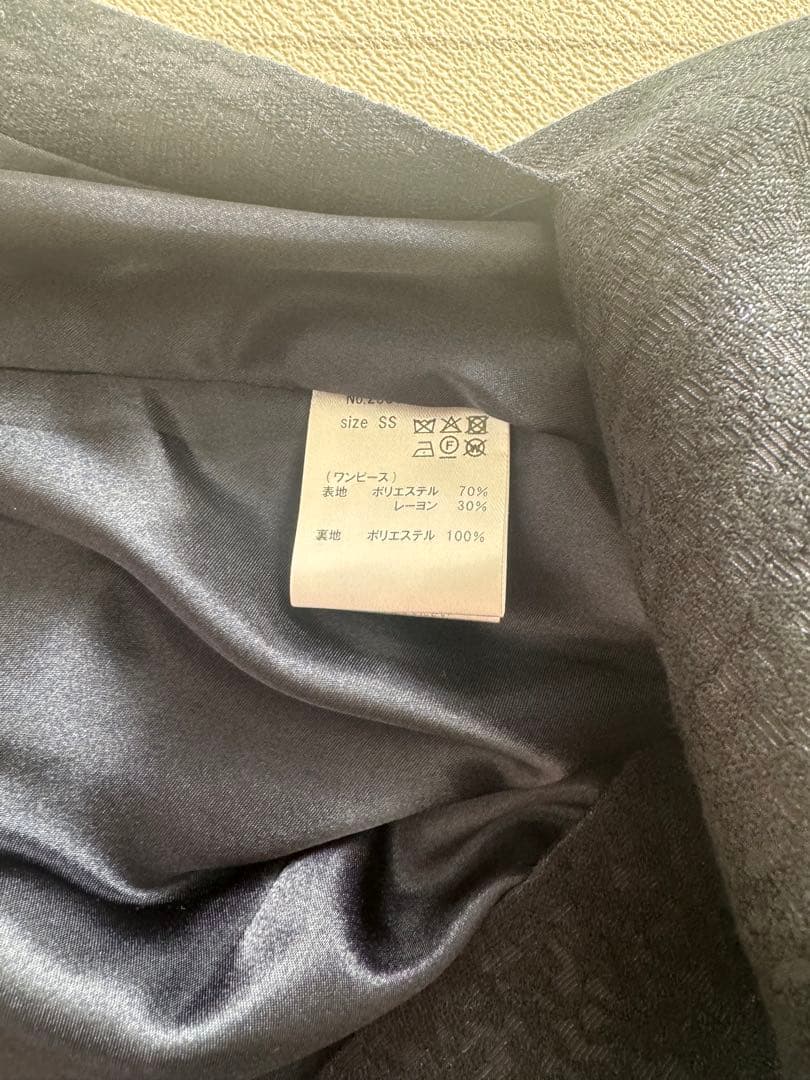 size SS
F
W
(ワンピース)
表地 ポリエステル 70%
レーヨン 30%
裏地 ポリエステル 100%